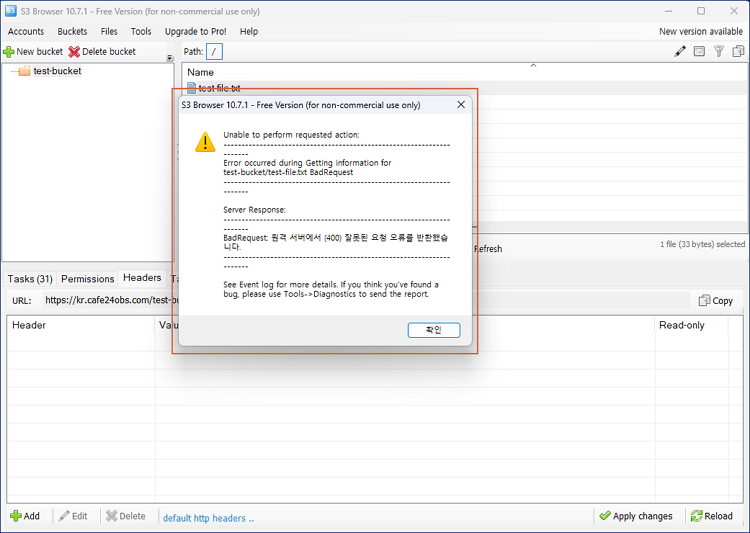 S3 S3 Browser 10.7.1 - Free Version (for non-commercial use only)
Accounts Buckets Files Tools Upgrade to Pro! Help New version available
New bucket Delete bucket Path: /
test-bucket
Name
test-file.txt
S3 Browser 10.7.1 - Free Version (for non-commercial use only)
Unable to perform requested action:
--------------------------------------------------------------------
-------
Error occurred during Getting information for
test-bucket/test-file.txt BadRequest
--------------------------------------------------------------------
-------
Server Response:
--------------------------------------------------------------------
-------
BadRequest: 원격 서버에서 (400) 잘못된 요청 오류를 반환했습
니다.
--------------------------------------------------------------------
-------
See Event log for more details. If you think you've found a
bug, please use Tools->Diagnostics to send the report.
확인
Refresh 1 file (33 bytes) selected
Tasks (31) Permissions Headers
URL: https://kr.cafe24obs.com/test-bu Copy
Header Valu Read-only
Add Edit Delete default http headers .. Apply changes Reload